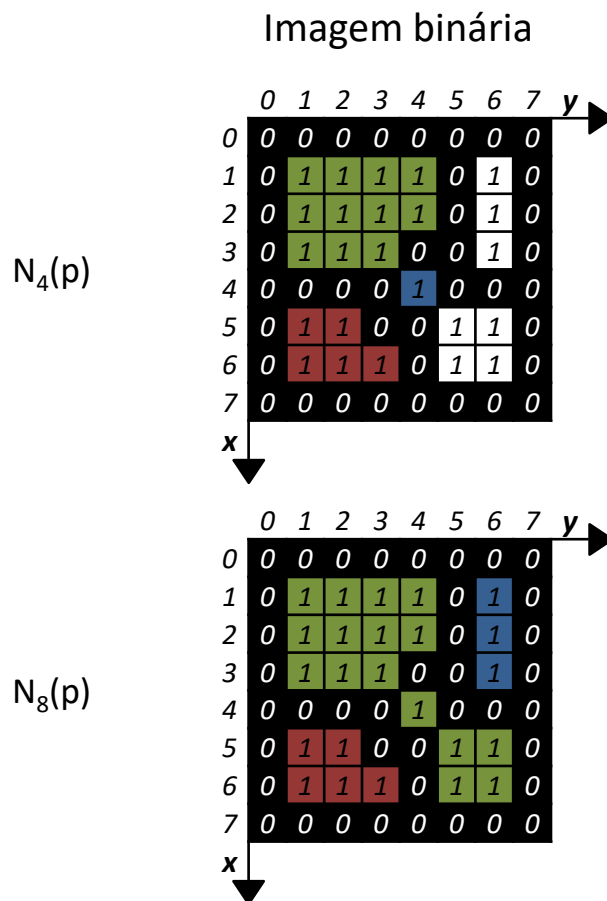 Imagem binária
0 1 2 3 4 5 6 7 y
0 0 0 0 0 0 0 0 0
1 0 1 1 1 1 0 1 0
2 0 1 1 1 1 0 1 0
3 0 1 1 1 0 0 1 0
N4(p)
4 0 0 0 0 1 0 0 0
5 0 1 1 0 0 1 1 0
6 0 1 1 1 0 1 1 0
7 0 0 0 0 0 0 0 0
x
0 1 2 3 4 5 6 7 y
0 0 0 0 0 0 0 0 0
1 0 1 1 1 1 0 1 0
2 0 1 1 1 1 0 1 0
3 0 1 1 1 0 0 1 0
N8(p)
4 0 0 0 0 1 0 0 0
5 0 1 1 0 0 1 1 0
6 0 1 1 1 0 1 1 0
7 0 0 0 0 0 0 0 0
x